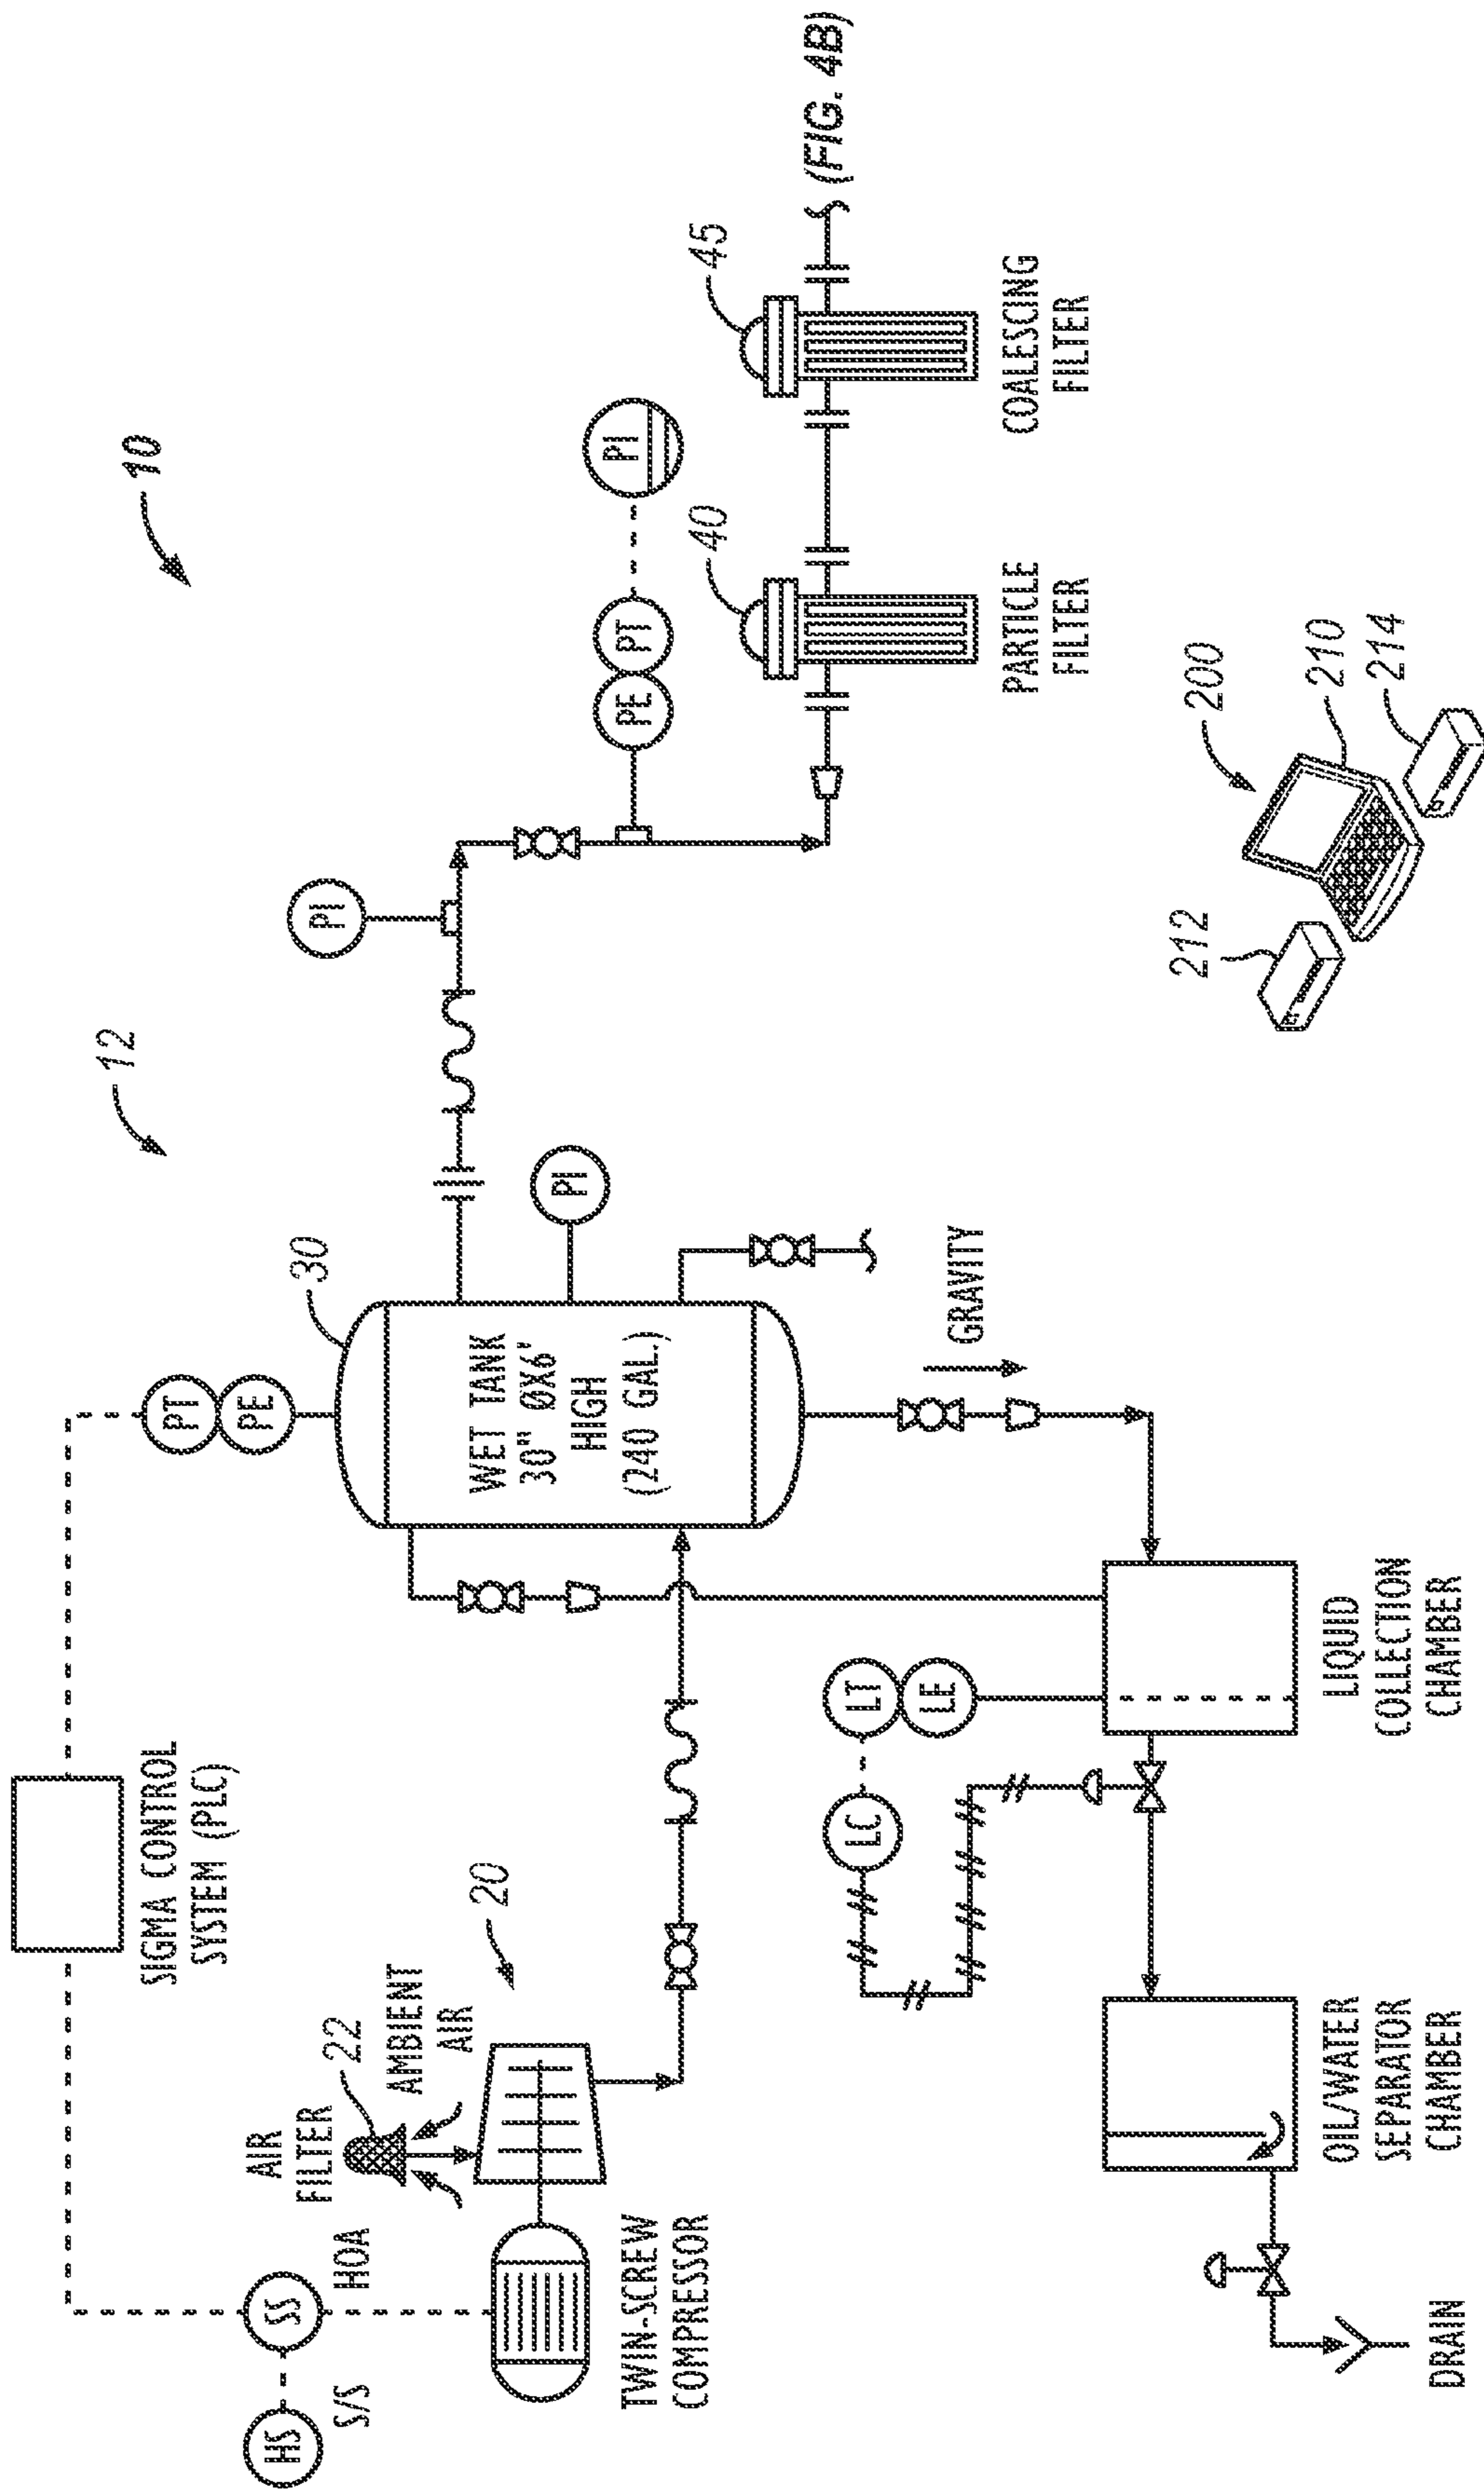 10
12
SIGMA CONTROL
SYSTEM (PLC)
PT
PE
30
HS
SS
S/S
HOA
AIR
FILTER
22
AMBIENT
AIR
20
TWIN-SCREW
COMPRESSOR
WET TANK
30" ØX6'
HIGH
(240 GAL.)
PI
PI
PE
PT
PI
40
45
(FIG. 4B)
PARTICLE
FILTER
COALESCING
FILTER
GRAVITY
LC
LT
LE
DRAIN
OIL/WATER
SEPARATOR
CHAMBER
LIQUID
COLLECTION
CHAMBER
212
200
210
214